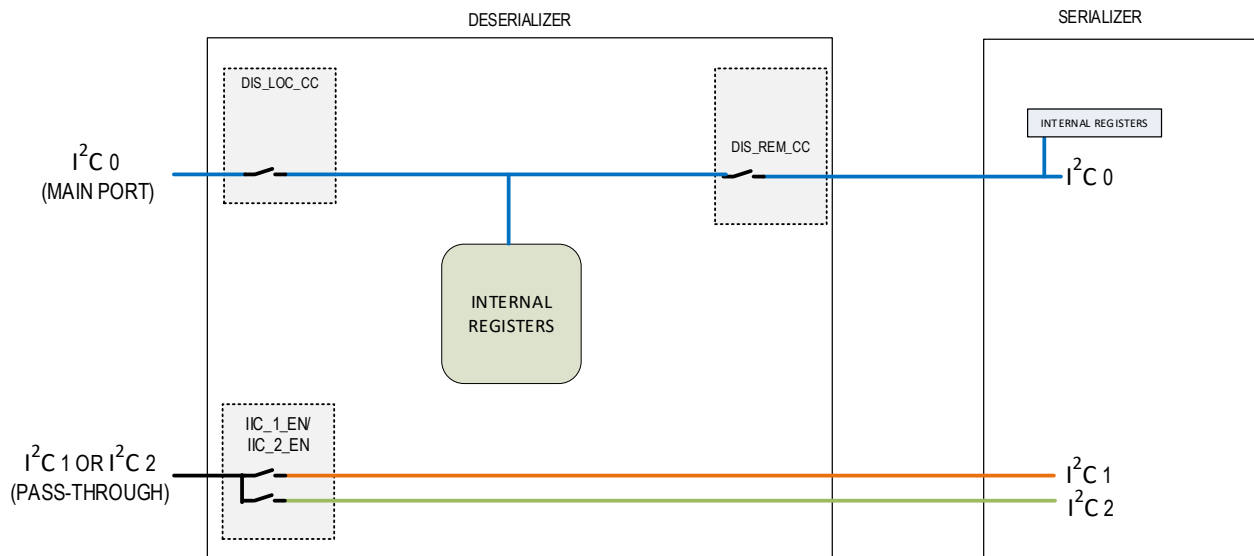 DESERIALIZER
SERIALIZER
DIS_LOC_CC
DIS_REM_CC
INTERNAL REGISTERS
I²C 0
(MAIN PORT)
I²C 0
INTERNAL
REGISTERS
IIC_1_EN/
IIC_2_EN
I²C 1 OR I²C 2
(PASS-THROUGH)
I²C 1
I²C 2